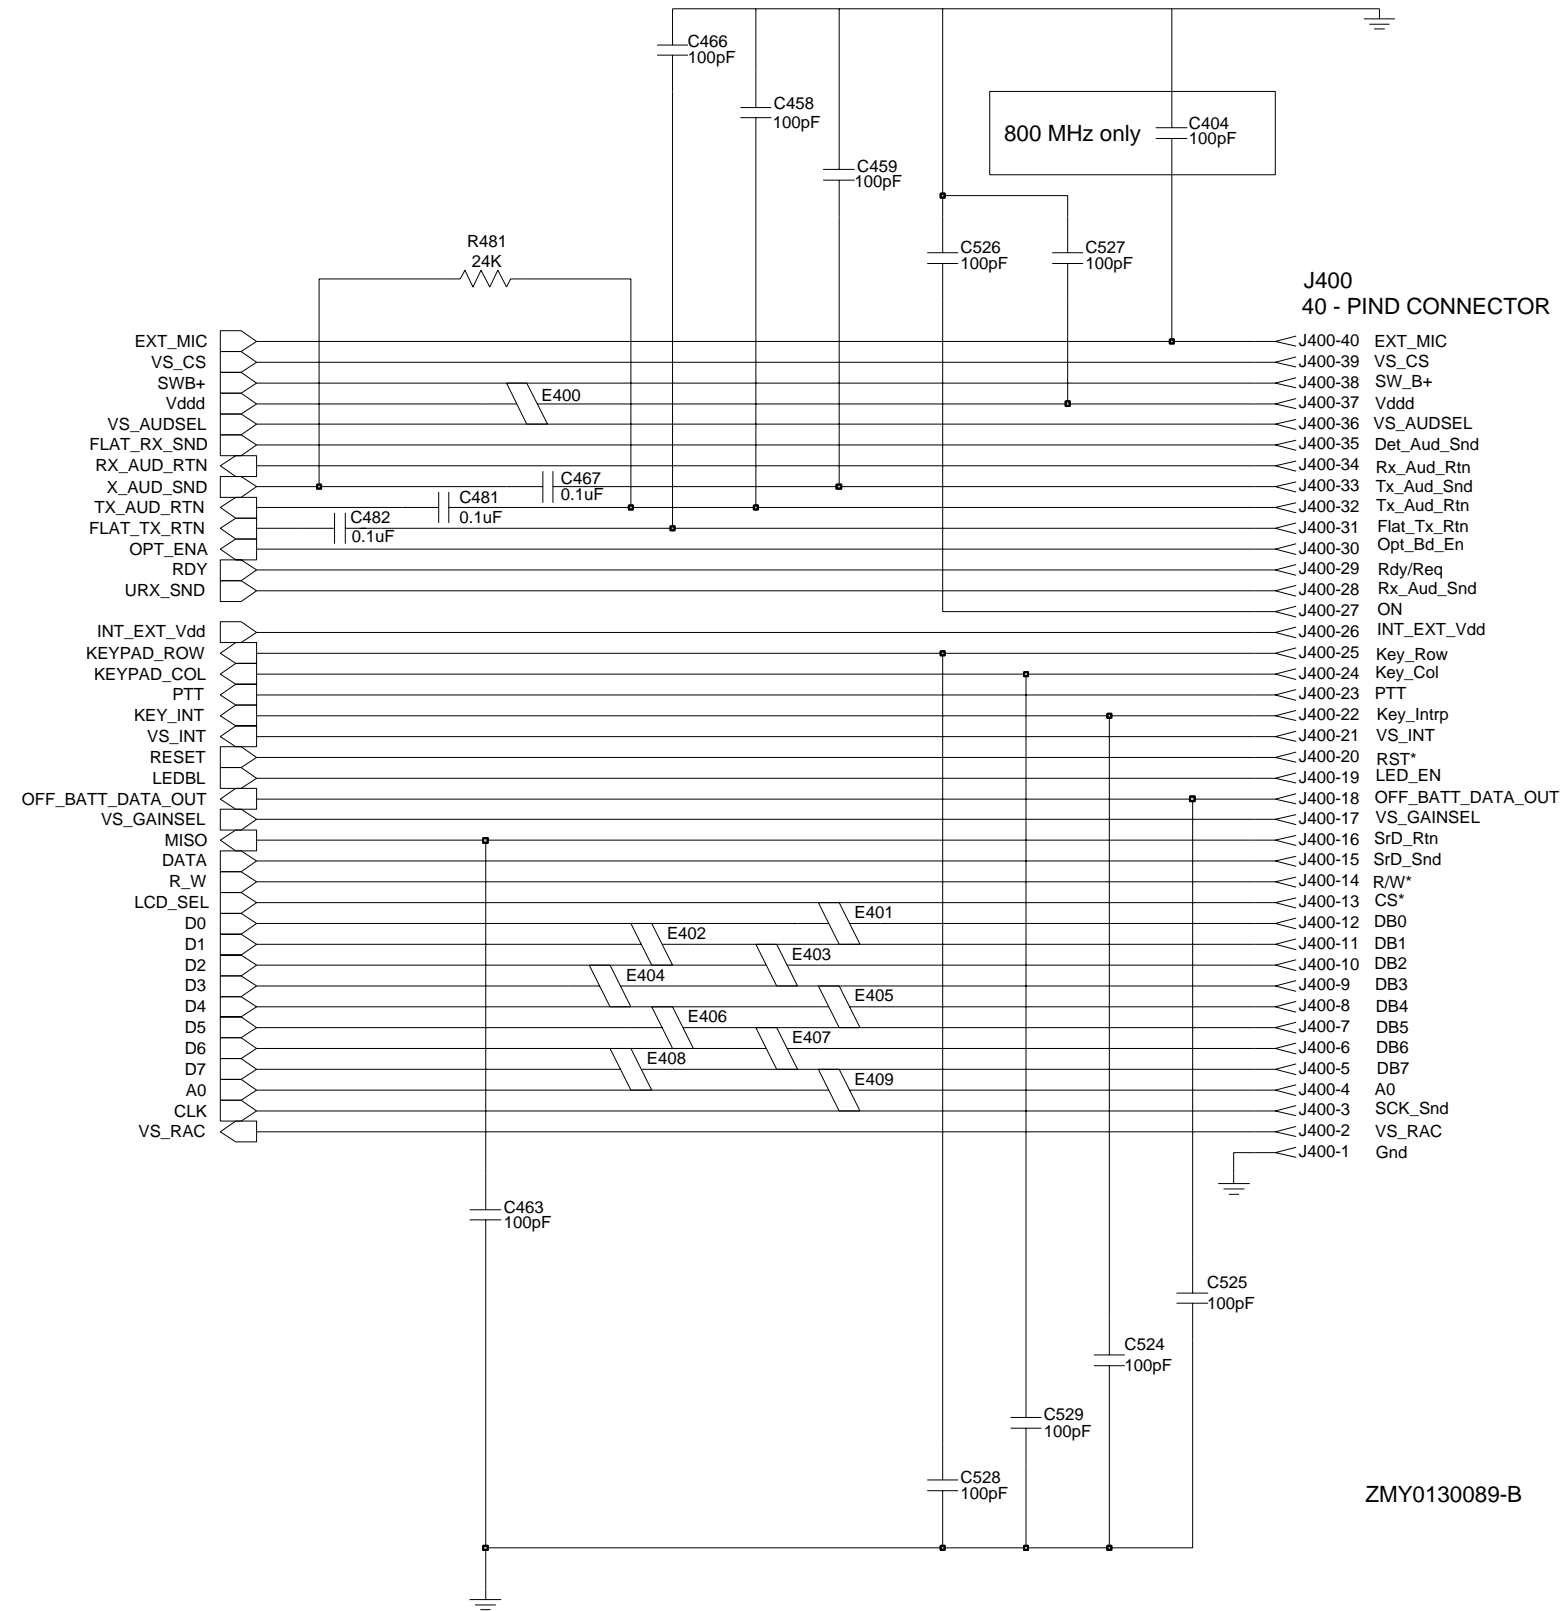 C466
100pF
C458
100pF
800 MHz only
C404
100pF
C459
100pF
R481
24K
C526
100pF
C527
100pF
J400
40 - PIND CONNECTOR
EXT_MIC
J400-40 EXT_MIC
VS_CS
J400-39 VS_CS
SWB+
J400-38 SW_B+
Vddd
E400
J400-37 Vddd
VS_AUDSEL
J400-36 VS_AUDSEL
FLAT_RX_SND
J400-35 Det_Aud_Snd
RX_AUD_RTN
J400-34 Rx_Aud_Rtn
X_AUD_SND
C467
0.1uF
J400-33 Tx_Aud_Snd
TX_AUD_RTN
C481
0.1uF
J400-32 Tx_Aud_Rtn
FLAT_TX_RTN
C482
0.1uF
J400-31 Flat_Tx_Rtn
OPT_ENA
J400-30 Opt_Bd_En
RDY
J400-29 Rdy/Req
URX_SND
J400-28 Rx_Aud_Snd
J400-27 ON
INT_EXT_Vdd
J400-26 INT_EXT_Vdd
KEYPAD_ROW
J400-25 Key_Row
KEYPAD_COL
J400-24 Key_Col
PTT
J400-23 PTT
KEY_INT
J400-22 Key_Intrp
VS_INT
J400-21 VS_INT
RESET
J400-20 RST*
LEDBL
J400-19 LED_EN
OFF_BATT_DATA_OUT
J400-18 OFF_BATT_DATA_OUT
VS_GAINSEL
J400-17 VS_GAINSEL
MISO
J400-16 SrD_Rtn
DATA
J400-15 SrD_Snd
R_W
J400-14 R/W*
LCD_SEL
E401
J400-13 CS*
D0
E402
J400-12 DB0
D1
E403
J400-11 DB1
D2
E404
J400-10 DB2
D3
E405
J400-9 DB3
D4
E406
J400-8 DB4
D5
E407
J400-7 DB5
D6
E408
J400-6 DB6
D7
E409
J400-5 DB7
A0
J400-4 A0
CLK
J400-3 SCK_Snd
VS_RAC
J400-2 VS_RAC
J400-1 Gnd
C463
100pF
C525
100pF
C524
100pF
C529
100pF
C528
100pF
ZMY0130089-B